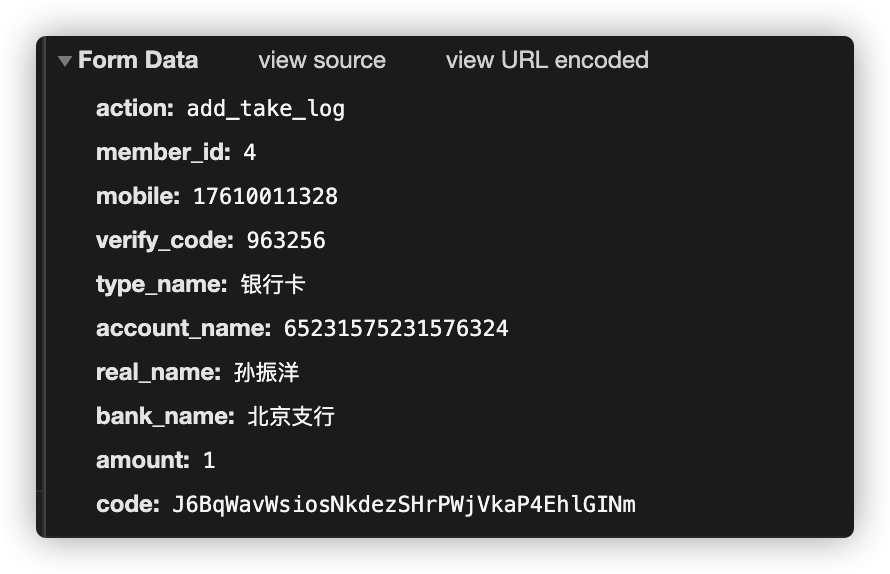 Form Data view source view URL encoded
action: add_take_log
member_id: 4
mobile: 17610011328
verify_code: 963256
type_name: 银行卡
account_name: 65231575231576324
real_name: 孙振洋
bank_name: 北京支行
amount: 1
code: J6BqWavWsiosNkdezSHrPWjVkaP4EhlGINm